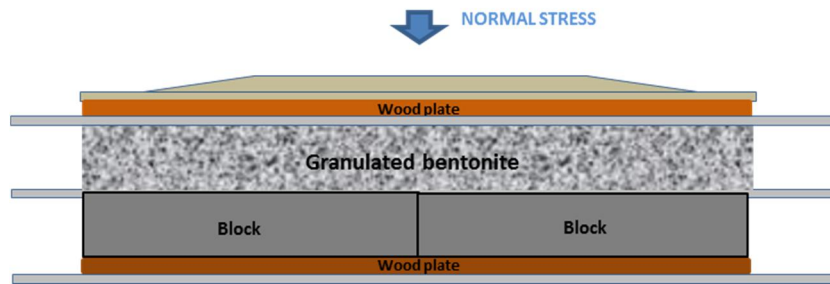 NORMAL STRESS
Wood plate
Granulated bentonite
Block Block
Wood plate